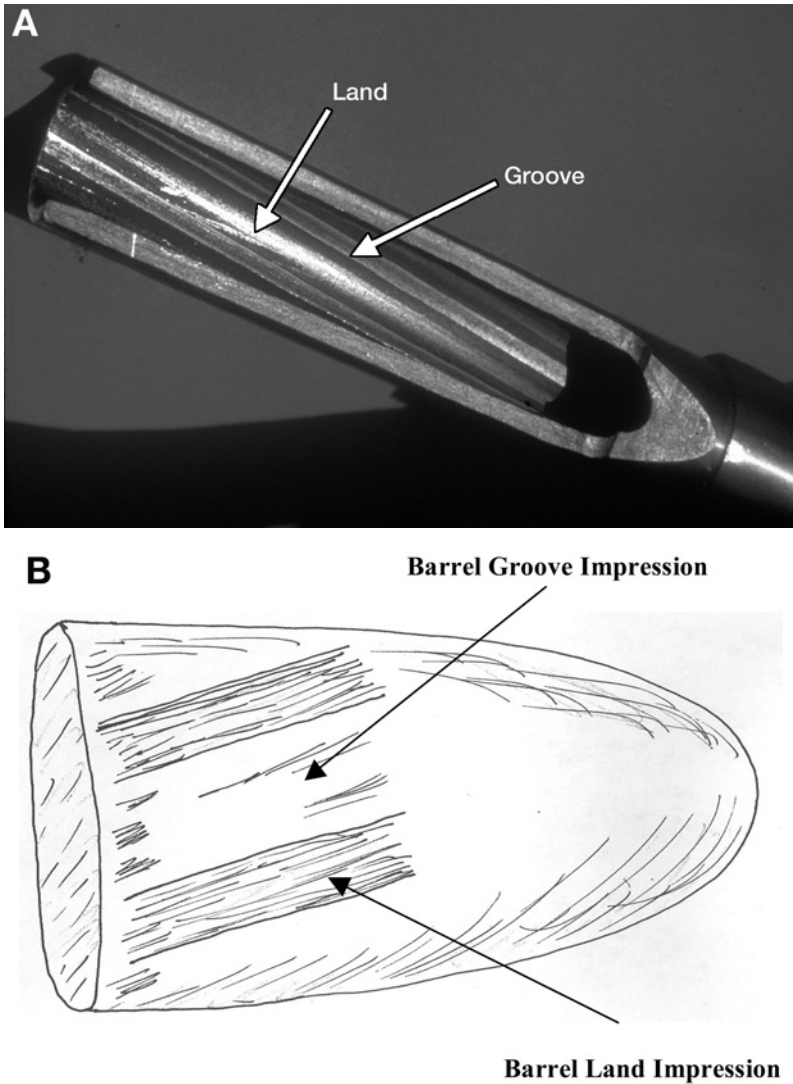 A
Land
Groove
B
Barrel Groove Impression
Barrel Land Impression